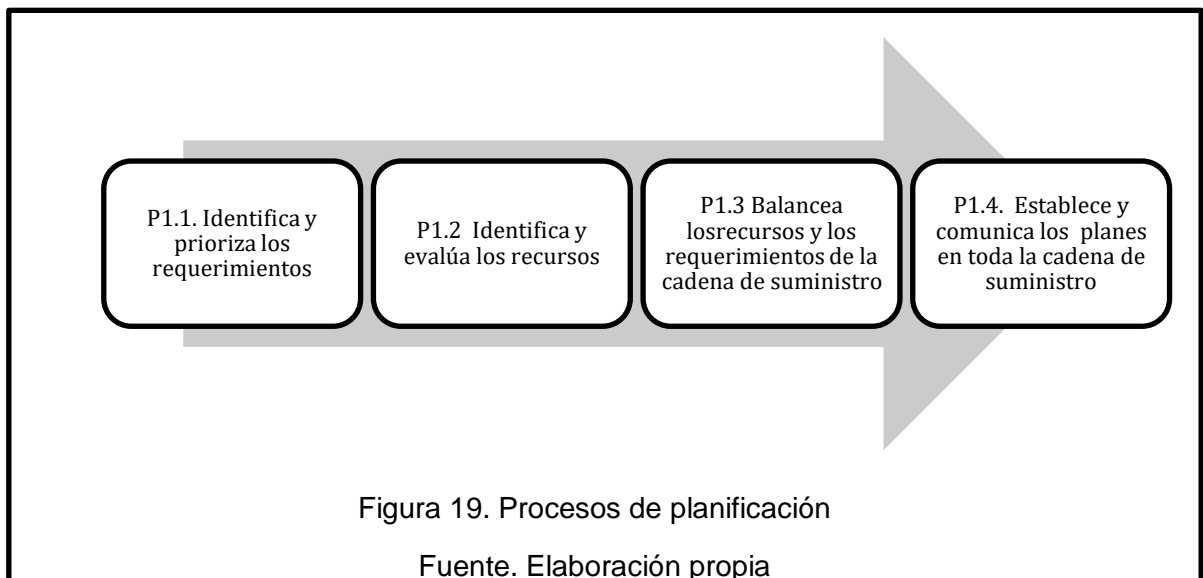 P1.1. Identifica y
prioriza los
requerimientos
P1.2 Identifica y
evalúa los recursos
P1.3 Balancea
losrecursos y los
requerimientos de la
cadena de suministro
P1.4. Establece y
comunica los planes
en toda la cadena de
suministro
Figura 19. Procesos de planificación
Fuente. Elaboración propia